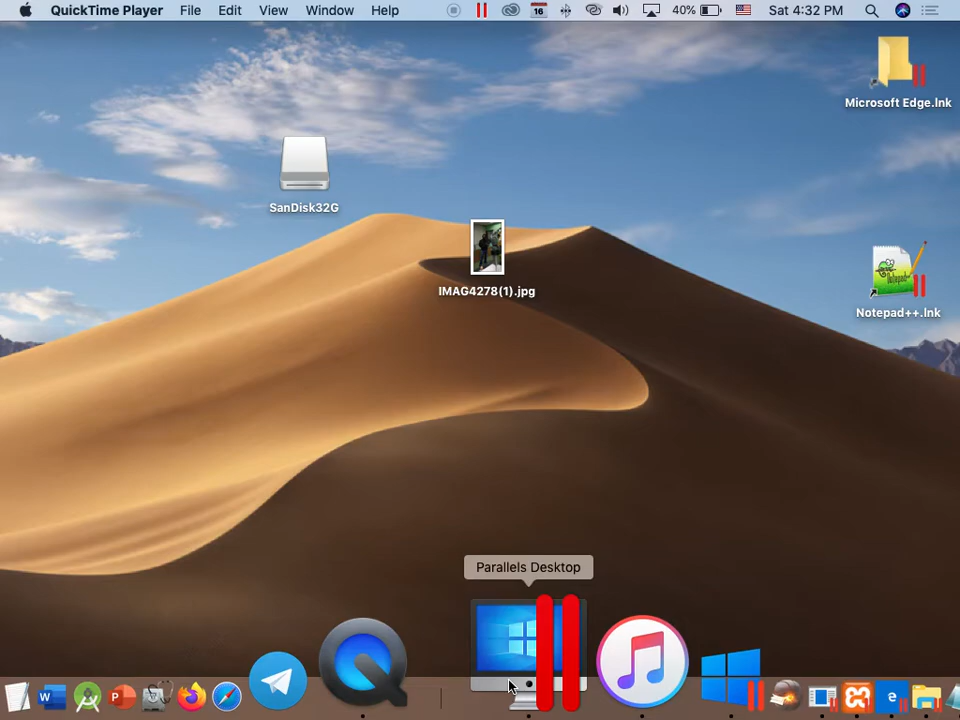 QuickTime Player File Edit View Window Help 16 40% Sat 4:32 PM
Microsoft Edge.lnk
SanDisk32G
IMAG4278(1).jpg
Notepad++.lnk
Parallels Desktop